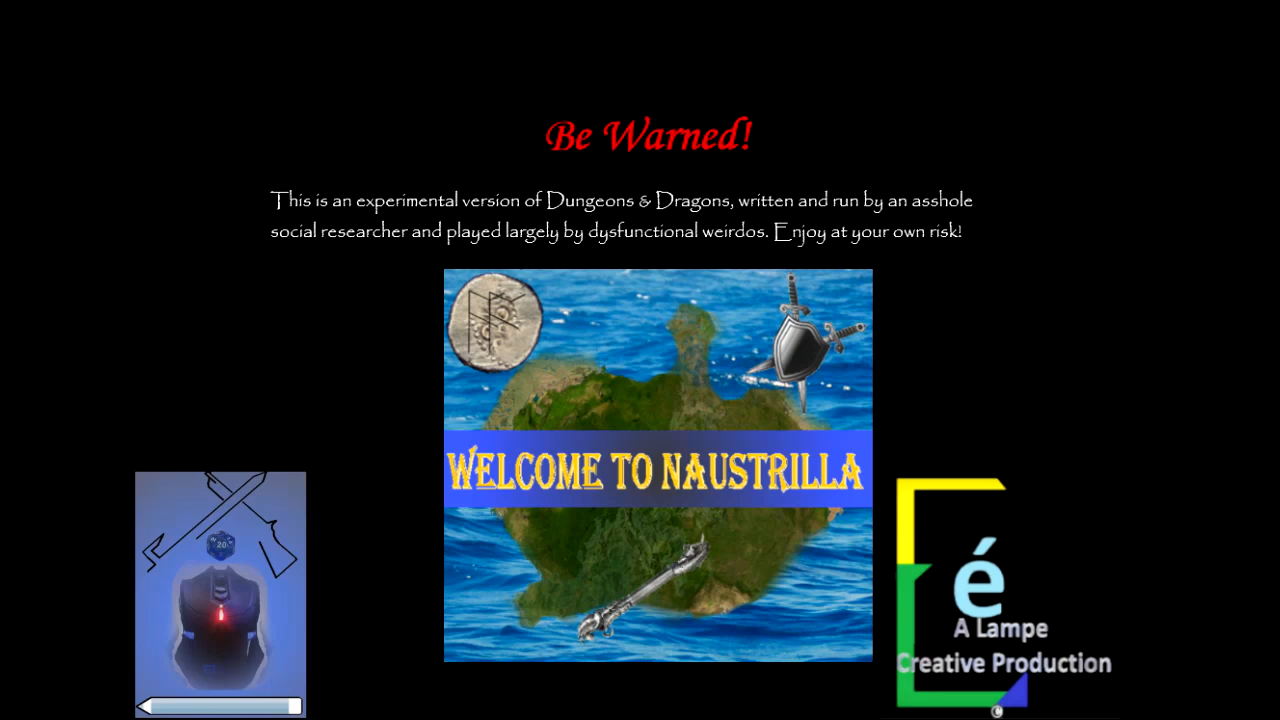 Be Warned!
This is an experimental version of Dungeons & Dragons, written and run by an asshole
social researcher and played largely by dysfunctional weirdos. Enjoy at your own risk!
WELCOME TO NAUSTRILLA
20
é
A Lampe
Creative Production
©